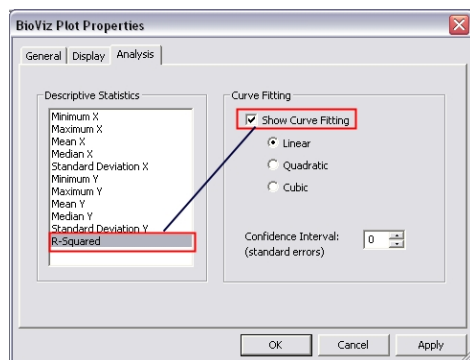 BioViz Plot Properties
General Display Analysis
Descriptive Statistics
Minimum X
Maximum X
Mean X
Median X
Standard Deviation X
Minimum Y
Maximum Y
Mean Y
Median Y
Standard Deviation Y
R-Squared
Curve Fitting
Show Curve Fitting
Linear
Quadratic
Cubic
Confidence Interval: 0
(standard errors)
OK Cancel Apply